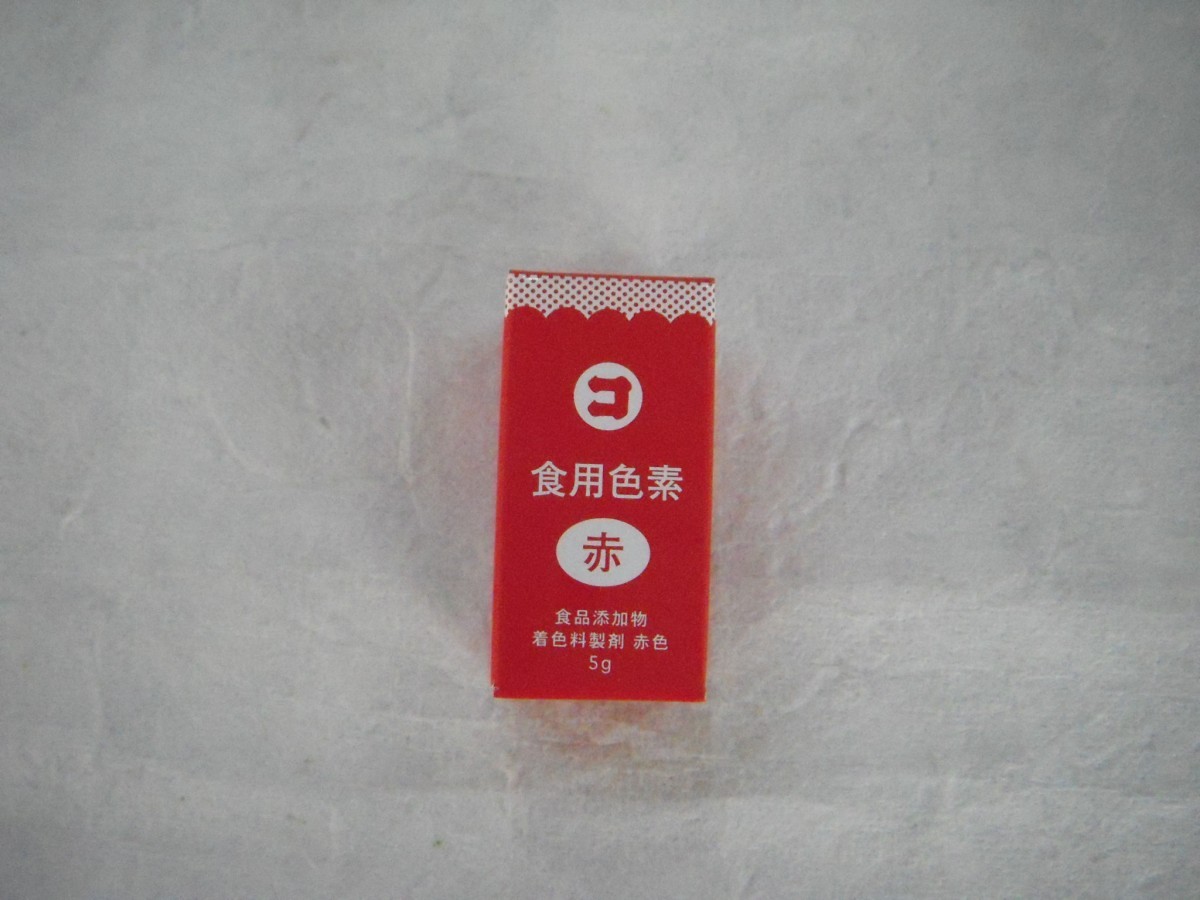 コ
食用色素
赤
食品添加物
着色料製剤 赤色
5g